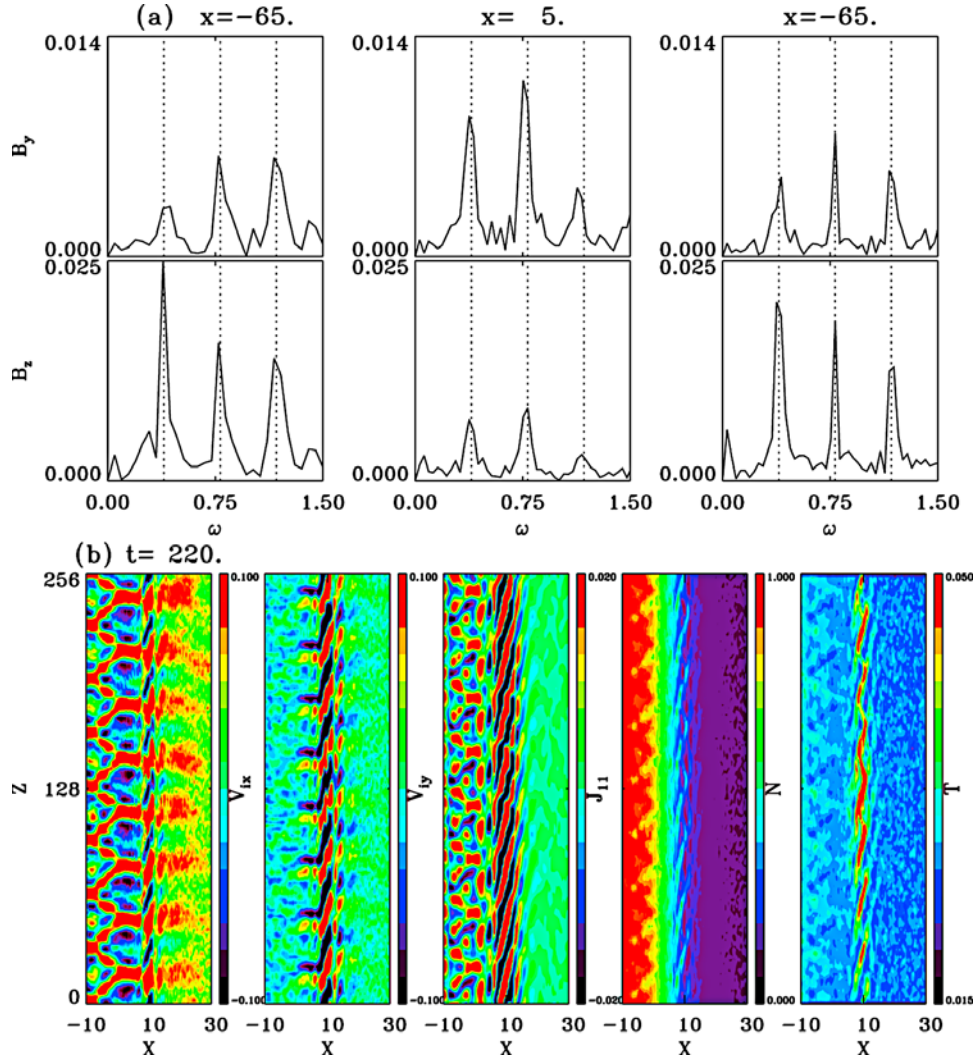 (a) x=-65. x= 5. x=-65.
0.014 0.014 0.014
B_y
0.000 0.000 0.000
0.025 0.025 0.025
B_z
0.000 0.000 0.000
0.00 0.75 1.50 0.00 0.75 1.50 0.00 0.75 1.50
ω ω ω
(b) t= 220.
256 0.100 0.100 0.020 1.000 0.050
Z 128 V_ix V_iy J_11 N T
0 -0.100 -0.100 -0.020 0.000 0.015
-10 10 30 -10 10 30 -10 10 30 -10 10 30 -10 10 30
X X X X X